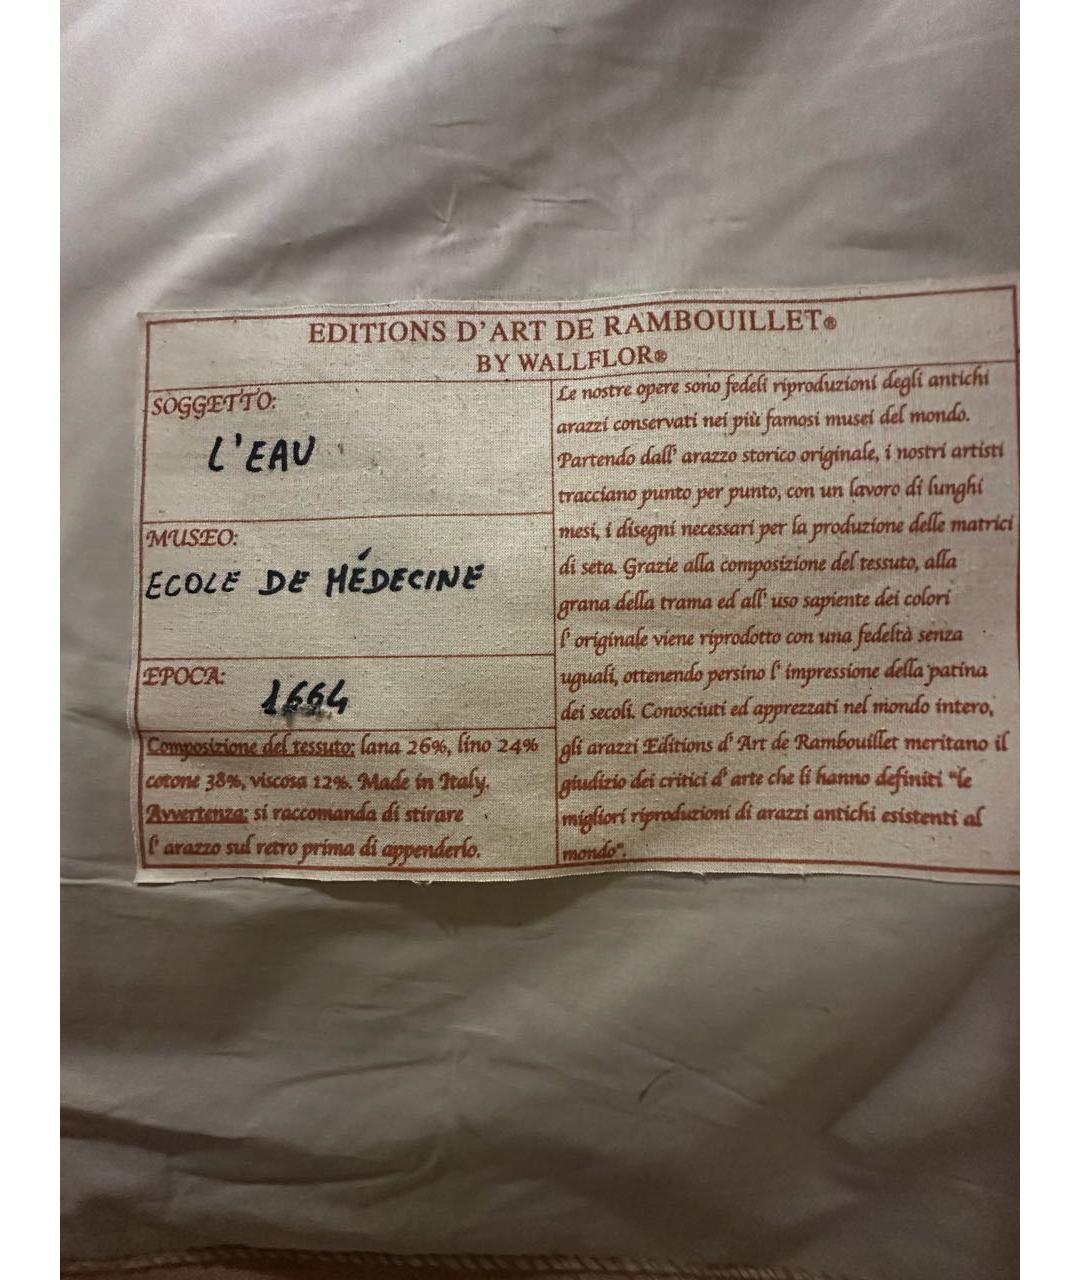 EDITIONS D'ART DE RAMBOUILLET®
BY WALLFLOR®
SOGGETTO:
L'EAU
MUSEO:
ECOLE DE MÉDECINE
EPOCA:
1664
Composizione del tessuto: lana 26%, lino 24%
cotone 38%, viscosa 12%. Made in Italy.
Avvertenza: si raccomanda di stirare
l'arazzo sul retro prima di appenderlo.
Le nostre opere sono fedeli riproduzioni degli antichi
arazzi conservati nei più famosi musei del mondo.
Partendo dall'arazzo storico originale, i nostri artisti
tracciano punto per punto, con un lavoro di lunghi
mesi, i disegni necessari per la produzione delle matrici
di seta. Grazie alla composizione del tessuto, alla
grana della trama ed all'uso sapiente dei colori
l'originale viene riprodotto con una fedeltà senza
uguali, ottenendo persino l'impressione della patina
dei secoli. Conosciuti ed apprezzati nel mondo intero,
gli arazzi Editions d'Art de Rambouillet meritano il
giudizio dei critici d'arte che li hanno definiti "le
migliori riproduzioni di arazzi antichi esistenti al
mondo".